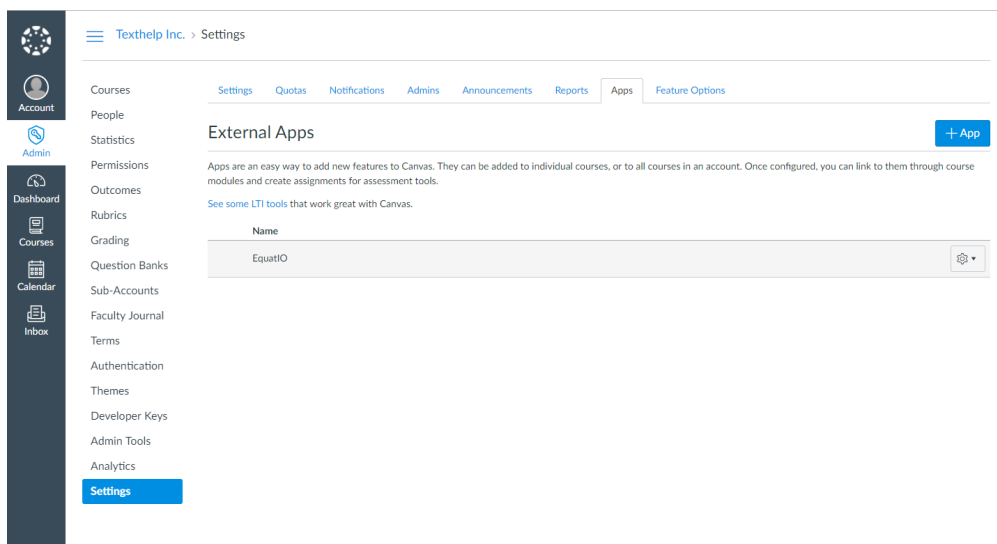 Texthelp Inc. > Settings
Account
Admin
Dashboard
Courses
Calendar
Inbox
Courses
People
Statistics
Permissions
Outcomes
Rubrics
Grading
Question Banks
Sub-Accounts
Faculty Journal
Terms
Authentication
Themes
Developer Keys
Admin Tools
Analytics
Settings
Settings Quotas Notifications Admins Announcements Reports Apps Feature Options
External Apps
+ App
Apps are an easy way to add new features to Canvas. They can be added to individual courses, or to all courses in an account. Once configured, you can link to them through course
modules and create assignments for assessment tools.
See some LTI tools that work great with Canvas.
Name
EquatIO